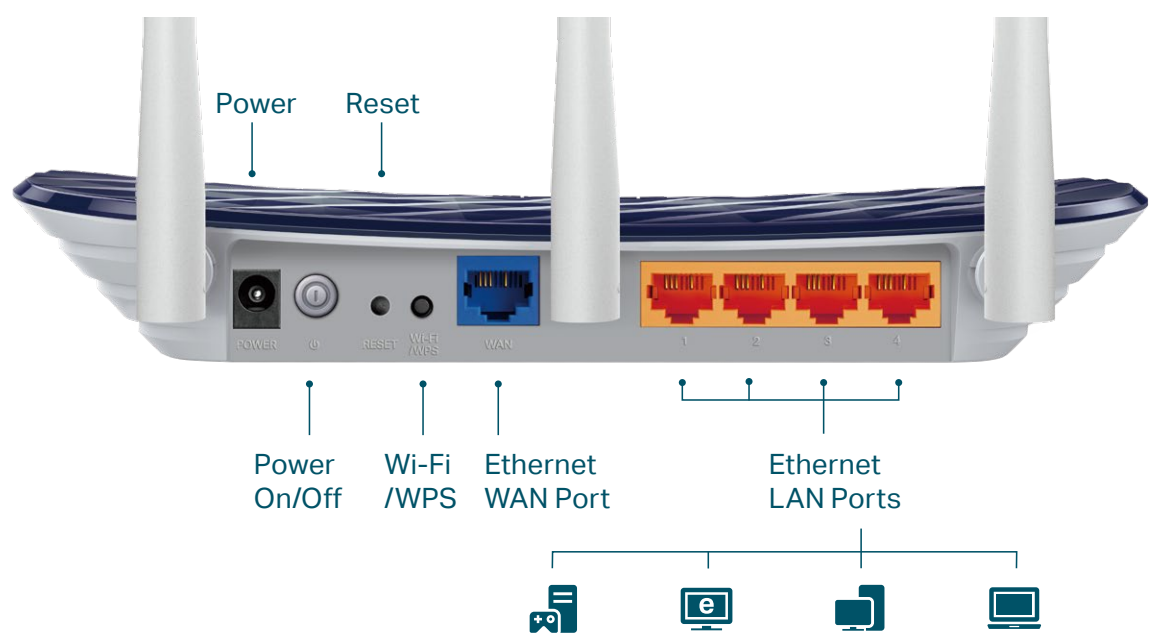 Power
Reset
POWER
RESET
Wi-Fi
/WPS
WAN
1
2
3
4
Power
On/Off
Wi-Fi
/WPS
Ethernet
WAN Port
Ethernet
LAN Ports
e